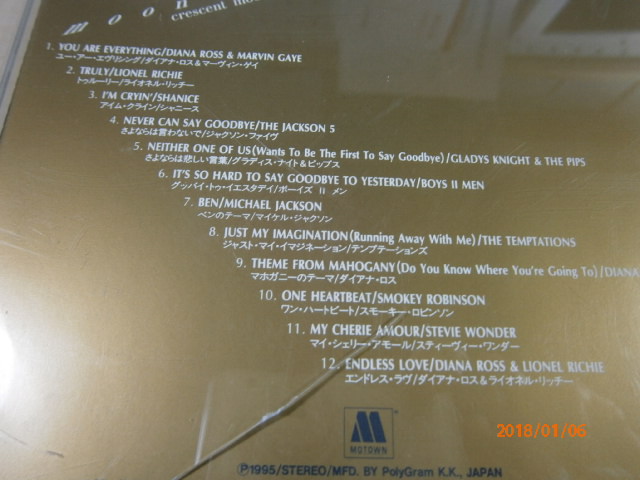 moon
crescent
1. YOU ARE EVERYTHING/DIANA ROSS & MARVIN GAYE
ユー・アー・エヴリシング/ダイアナ・ロス&マーヴィン・ゲイ
2. TRULY/LIONEL RICHIE
トゥルーリー/ライオネル・リッチー
3. I'M CRYIN'/SHANICE
アイム・クライン/シャニース
4. NEVER CAN SAY GOODBYE/THE JACKSON 5
さよならは言わないで/ジャクソン・ファイヴ
5. NEITHER ONE OF US(Wants To Be The First To Say Goodbye)/GLADYS KNIGHT & THE PIPS
さよならは悲しい言葉/グラディス・ナイト&ピップス
6. IT'S SO HARD TO SAY GOODBYE TO YESTERDAY/BOYS II MEN
グッバイ・トゥ・イエスタデイ/ボーイズ II メン
7. BEN/MICHAEL JACKSON
ベンのテーマ/マイケル・ジャクソン
8. JUST MY IMAGINATION(Running Away With Me)/THE TEMPTATIONS
ジャスト・マイ・イマジネーション/テンプテーションズ
9. THEME FROM MAHOGANY(Do You Know Where You're Going To)/DIANA
マホガニーのテーマ/ダイアナ・ロス
10. ONE HEARTBEAT/SMOKEY ROBINSON
ワン・ハートビート/スモーキー・ロビンソン
11. MY CHERIE AMOUR/STEVIE WONDER
マイ・シェリー・アモール/スティーヴィー・ワンダー
12. ENDLESS LOVE/DIANA ROSS & LIONEL RICHIE
エンドレス・ラヴ/ダイアナ・ロス&ライオネル・リッチー
M
MOTOWN
2018/01/06
Ⓟ1995/STEREO/MFD. BY PolyGram K.K., JAPAN